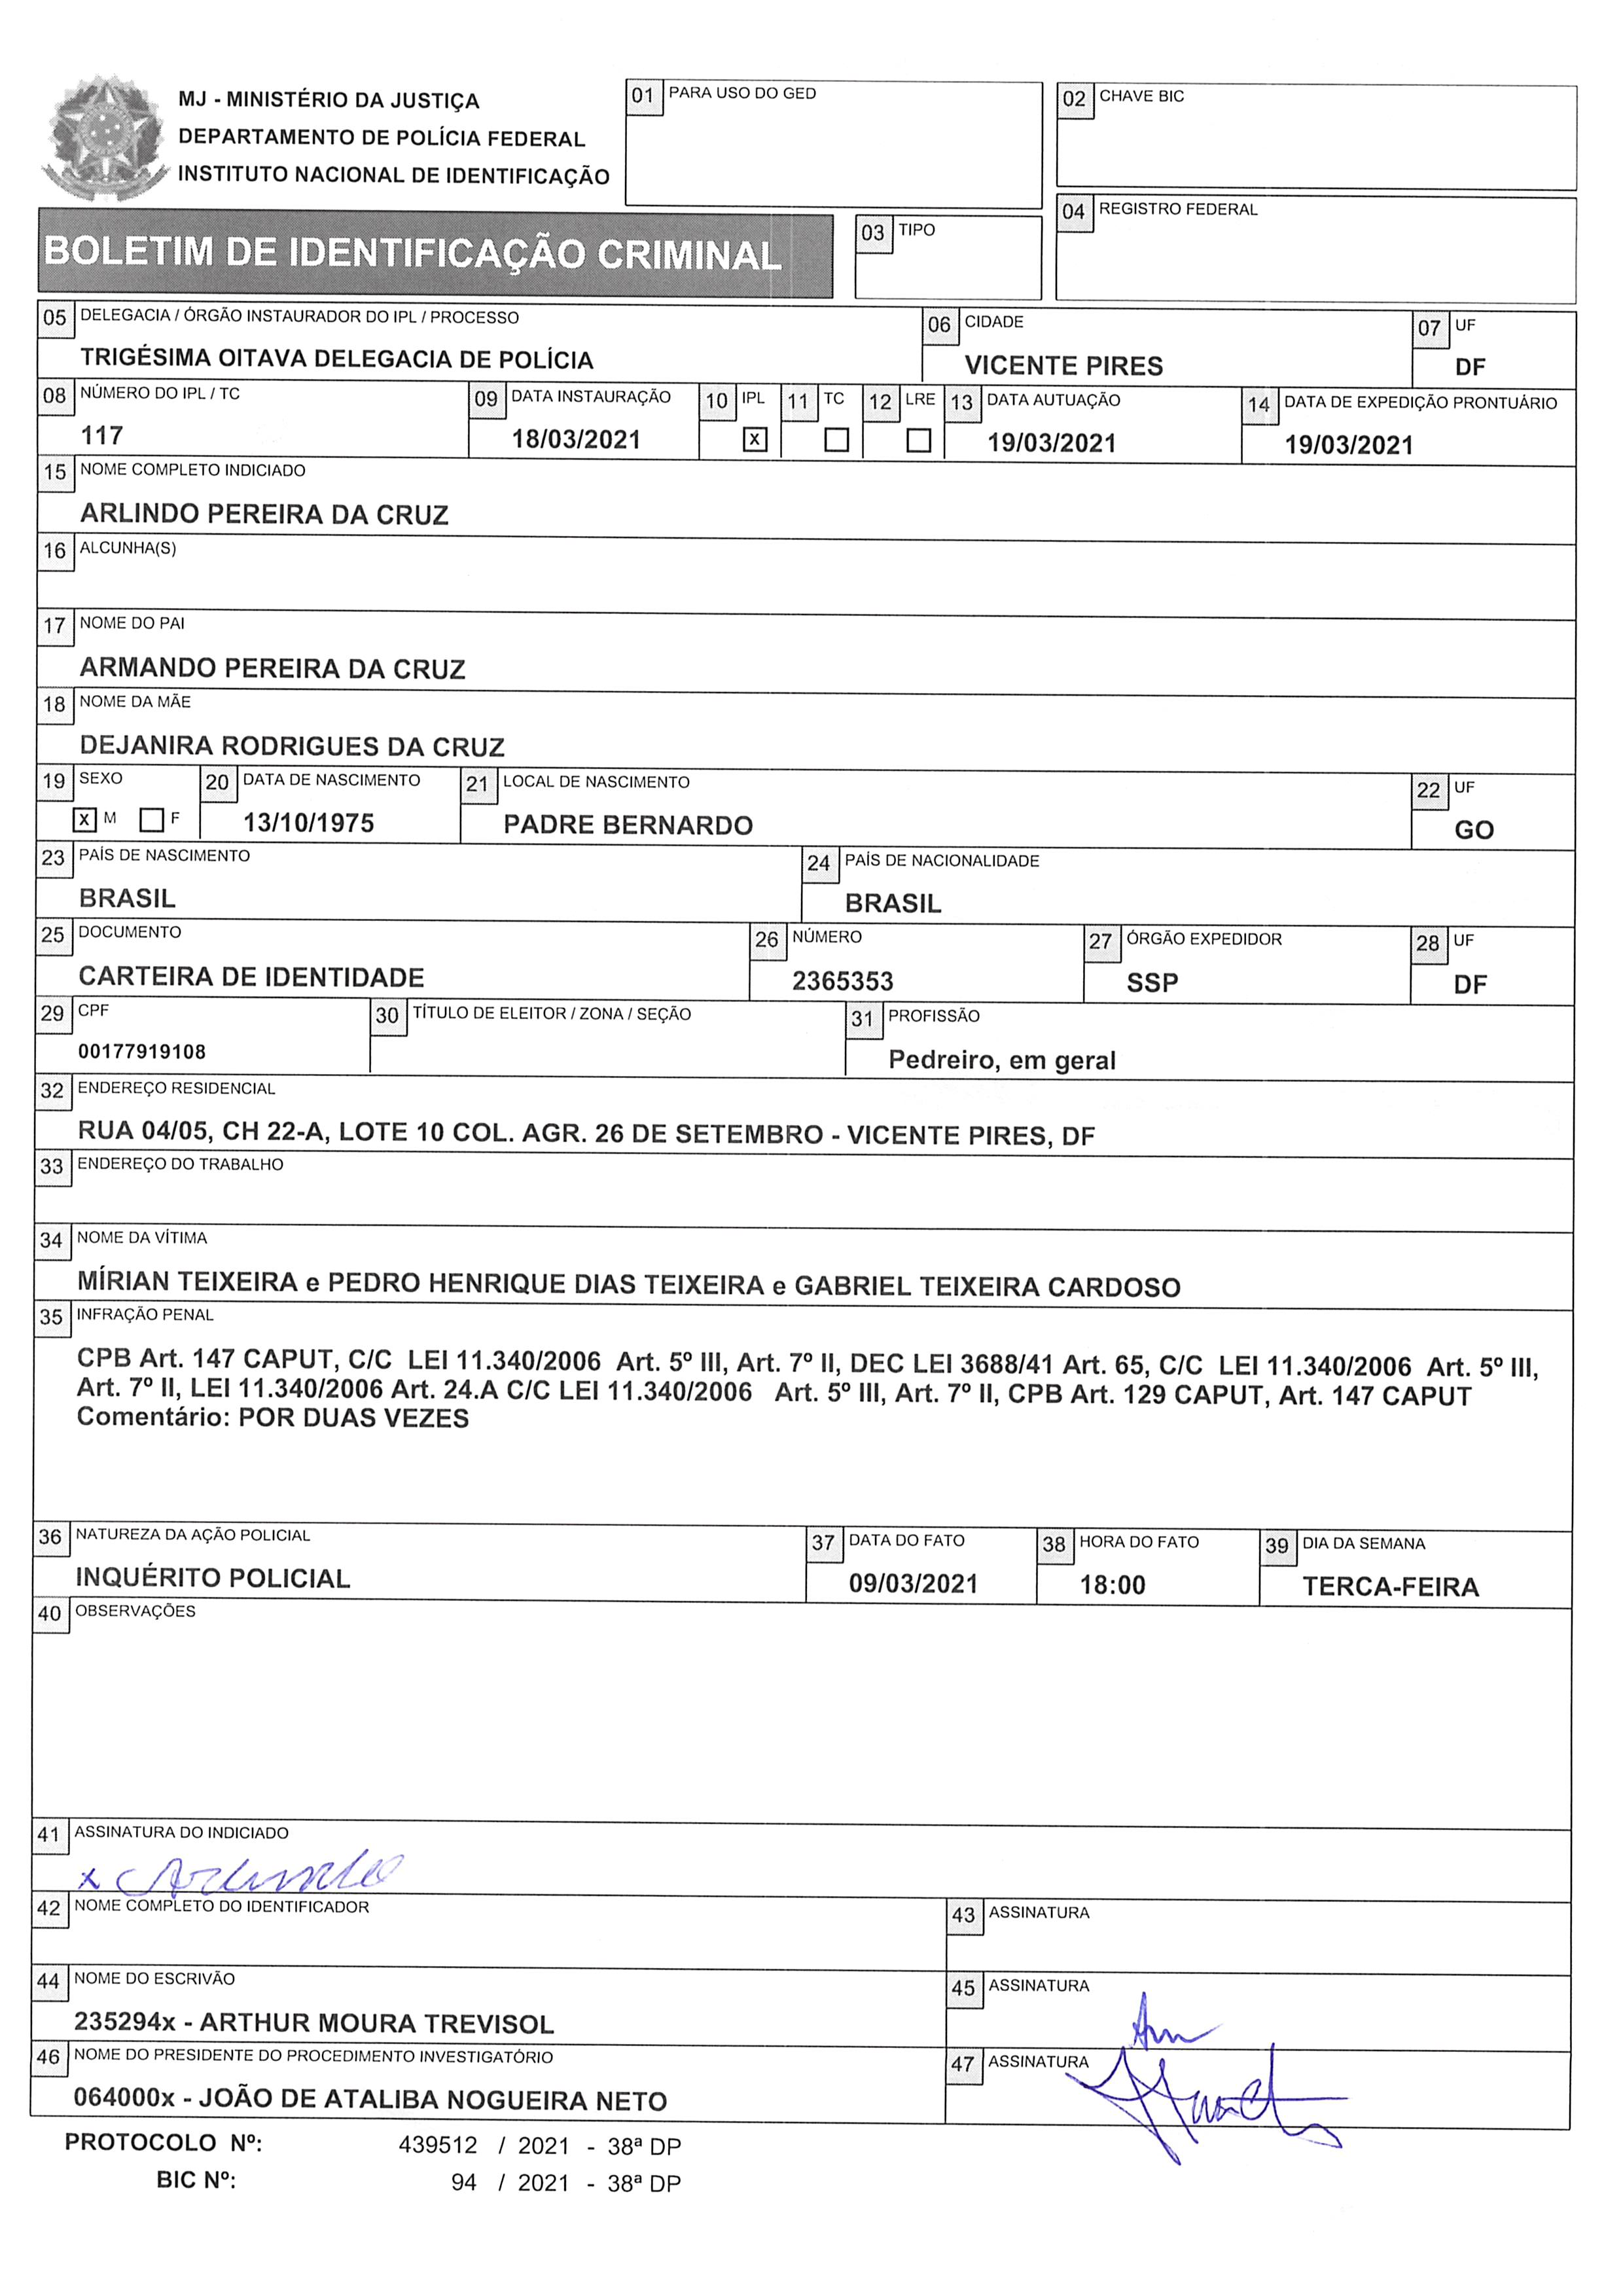 MJ - MINISTÉRIO DA JUSTIÇA
DEPARTAMENTO DE POLÍCIA FEDERAL
INSTITUTO NACIONAL DE IDENTIFICAÇÃO
01 PARA USO DO GED
02 CHAVE BIC
BOLETIM DE IDENTIFICAÇÃO CRIMINAL
03 TIPO
04 REGISTRO FEDERAL
05 DELEGACIA / ÓRGÃO INSTAURADOR DO IPL / PROCESSO
TRIGÉSIMA OITAVA DELEGACIA DE POLÍCIA
06 CIDADE
VICENTE PIRES
07 UF
DF
08 NÚMERO DO IPL / TC
117
09 DATA INSTAURAÇÃO
18/03/2021
10 IPL
X
11 TC
12 LRE
13 DATA AUTUAÇÃO
19/03/2021
14 DATA DE EXPEDIÇÃO PRONTUÁRIO
19/03/2021
15 NOME COMPLETO INDICIADO
ARLINDO PEREIRA DA CRUZ
16 ALCUNHA(S)
17 NOME DO PAI
ARMANDO PEREIRA DA CRUZ
18 NOME DA MÃE
DEJANIRA RODRIGUES DA CRUZ
19 SEXO
X M F
20 DATA DE NASCIMENTO
13/10/1975
21 LOCAL DE NASCIMENTO
PADRE BERNARDO
22 UF
GO
23 PAÍS DE NASCIMENTO
BRASIL
24 PAÍS DE NACIONALIDADE
BRASIL
25 DOCUMENTO
CARTEIRA DE IDENTIDADE
26 NÚMERO
2365353
27 ÓRGÃO EXPEDIDOR
SSP
28 UF
DF
29 CPF
00177919108
30 TÍTULO DE ELEITOR / ZONA / SEÇÃO
31 PROFISSÃO
Pedreiro, em geral
32 ENDEREÇO RESIDENCIAL
RUA 04/05, CH 22-A, LOTE 10 COL. AGR. 26 DE SETEMBRO - VICENTE PIRES, DF
33 ENDEREÇO DO TRABALHO
34 NOME DA VÍTIMA
MÍRIAN TEIXEIRA e PEDRO HENRIQUE DIAS TEIXEIRA e GABRIEL TEIXEIRA CARDOSO
35 INFRAÇÃO PENAL
CPB Art. 147 CAPUT, C/C LEI 11.340/2006 Art. 5º III, Art. 7º II, DEC LEI 3688/41 Art. 65, C/C LEI 11.340/2006 Art. 5º III,
Art. 7º II, LEI 11.340/2006 Art. 24.A C/C LEI 11.340/2006 Art. 5º III, Art. 7º II, CPB Art. 129 CAPUT, Art. 147 CAPUT
Comentário: POR DUAS VEZES
36 NATUREZA DA AÇÃO POLICIAL
INQUÉRITO POLICIAL
37 DATA DO FATO
09/03/2021
38 HORA DO FATO
18:00
39 DIA DA SEMANA
TERCA-FEIRA
40 OBSERVAÇÕES
41 ASSINATURA DO INDICIADO
x
42 NOME COMPLETO DO IDENTIFICADOR
43 ASSINATURA
44 NOME DO ESCRIVÃO
235294x - ARTHUR MOURA TREVISOL
45 ASSINATURA
46 NOME DO PRESIDENTE DO PROCEDIMENTO INVESTIGATÓRIO
064000x - JOÃO DE ATALIBA NOGUEIRA NETO
47 ASSINATURA
PROTOCOLO Nº: 439512 / 2021 - 38ª DP
BIC Nº: 94 / 2021 - 38ª DP